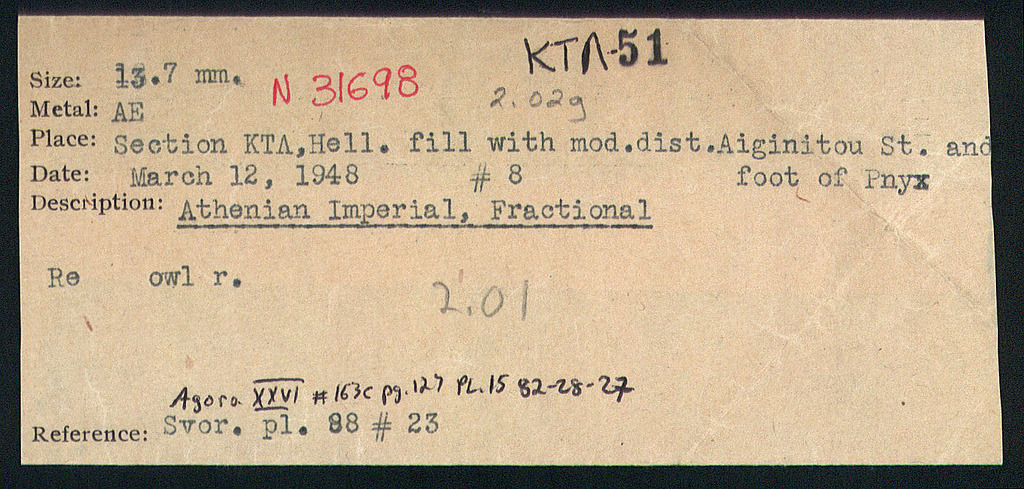 KTΛ-51
Size: 13.7 mm. N 31698 2.02g
Metal: AE
Place: Section KTΛ,Hell. fill with mod.dist.Aiginitou St. and
Date: March 12, 1948 # 8 foot of Pnyx
Description: Athenian Imperial, Fractional
Re owl r.
2.01
Agora XXVI #163c pg.127 PL.15 82-28-27
Reference: Svor. pl. 88 # 23